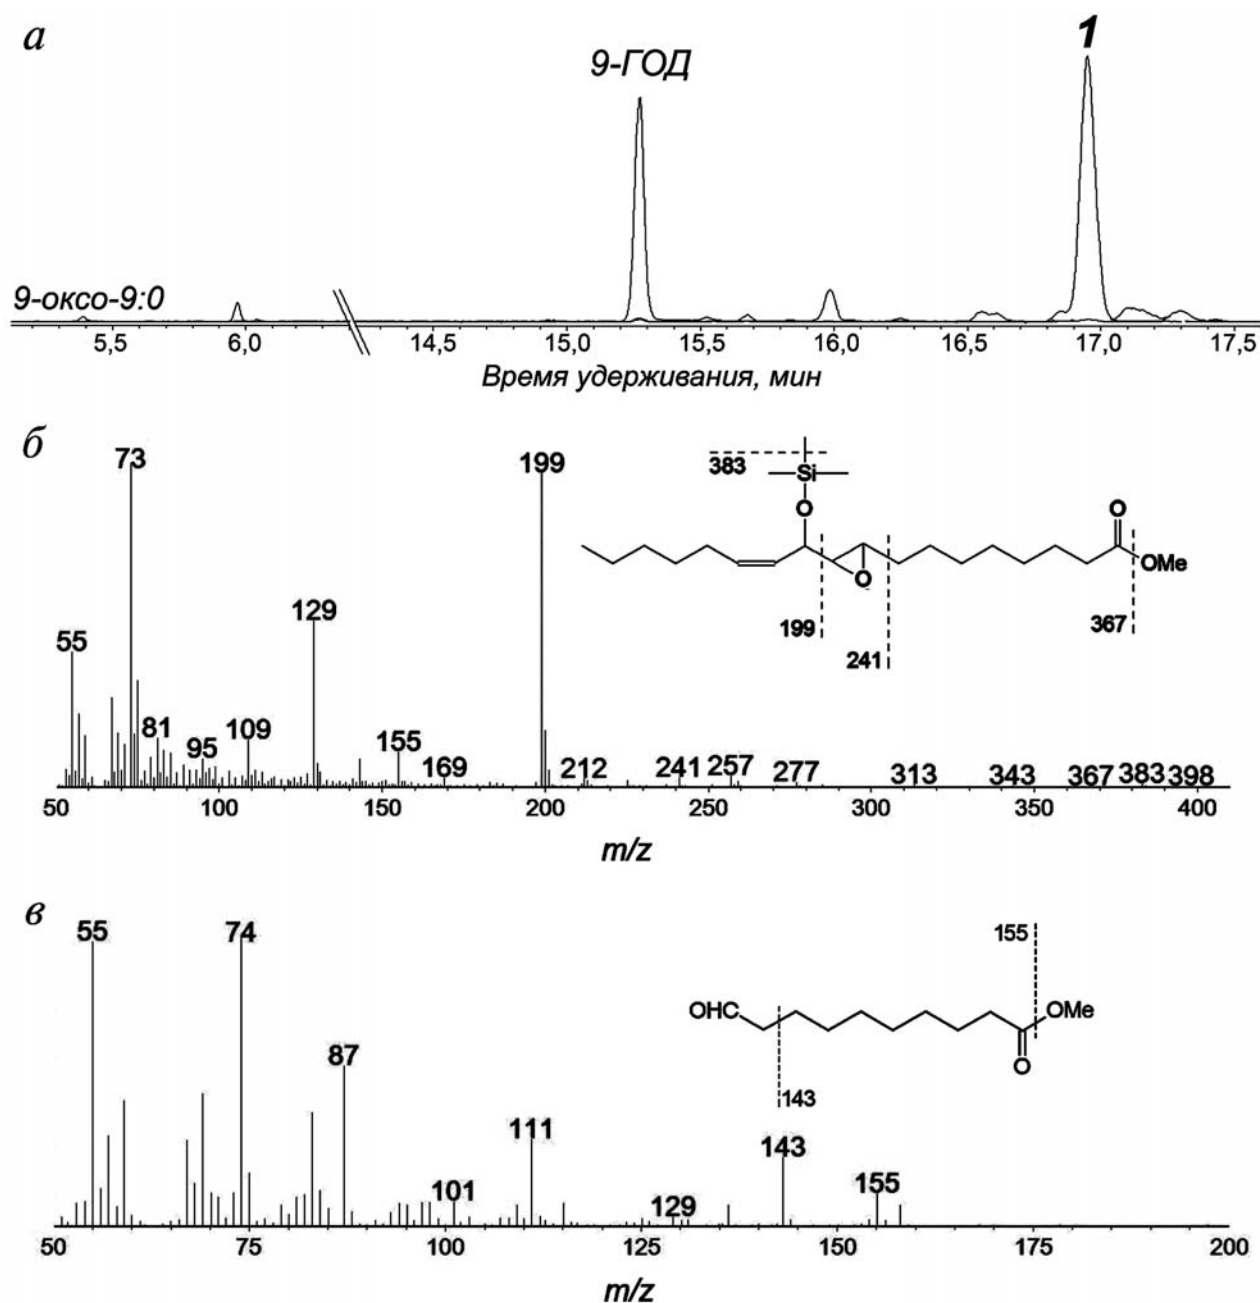 а
9-ГОД
1
9-оксо-9:0
5,5 6,0 14,5 15,0 15,5 16,0 16,5 17,0 17,5
Время удерживания, мин
б
73
199
129
55
81
95
109
155
169
212
241
257
277
313
343
367
383
398
383
Si
O
O
OMe
O
199
241
367
50 100 150 200 250 300 350 400
m/z
в
55
74
87
111
101
129
143
155
155
OHC
OMe
O
143
50 75 100 125 150 175 200
m/z